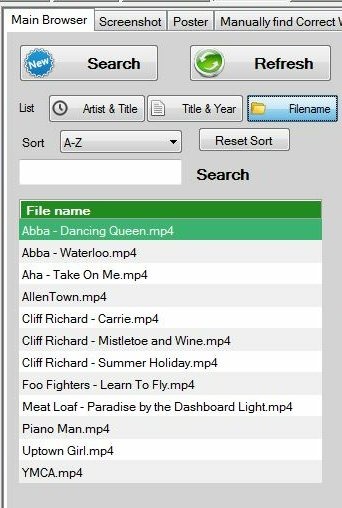 Main Browser Screenshot Poster Manually find Correct
New Search Refresh
List Artist & Title Title & Year Filename
Sort A-Z Reset Sort
Search
File name
Abba - Dancing Queen.mp4
Abba - Waterloo.mp4
Aha - Take On Me.mp4
AllenTown.mp4
Cliff Richard - Carrie.mp4
Cliff Richard - Mistletoe and Wine.mp4
Cliff Richard - Summer Holiday.mp4
Foo Fighters - Learn To Fly.mp4
Meat Loaf - Paradise by the Dashboard Light.mp4
Piano Man.mp4
Uptown Girl.mp4
YMCA.mp4